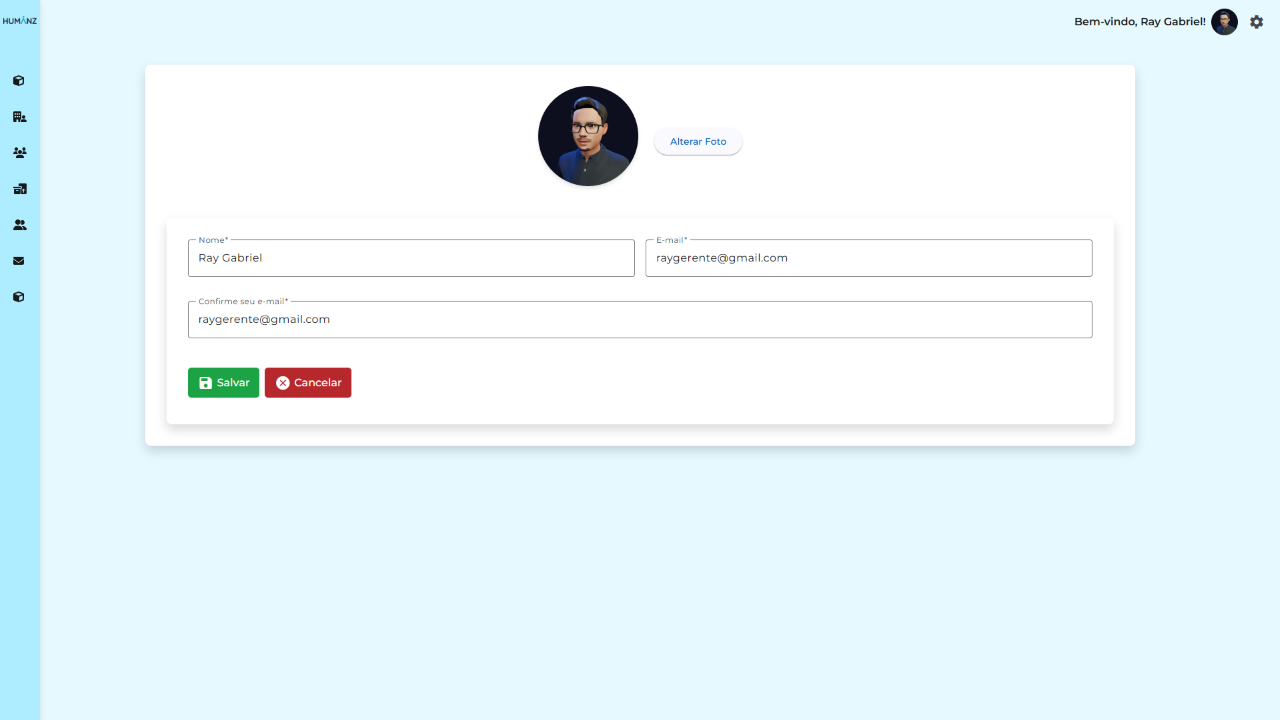 HUMANZ
Bem-vindo, Ray Gabriel!
Alterar Foto
Nome*
Ray Gabriel
E-mail*
raygerente@gmail.com
Confirme seu e-mail*
raygerente@gmail.com
Salvar
Cancelar